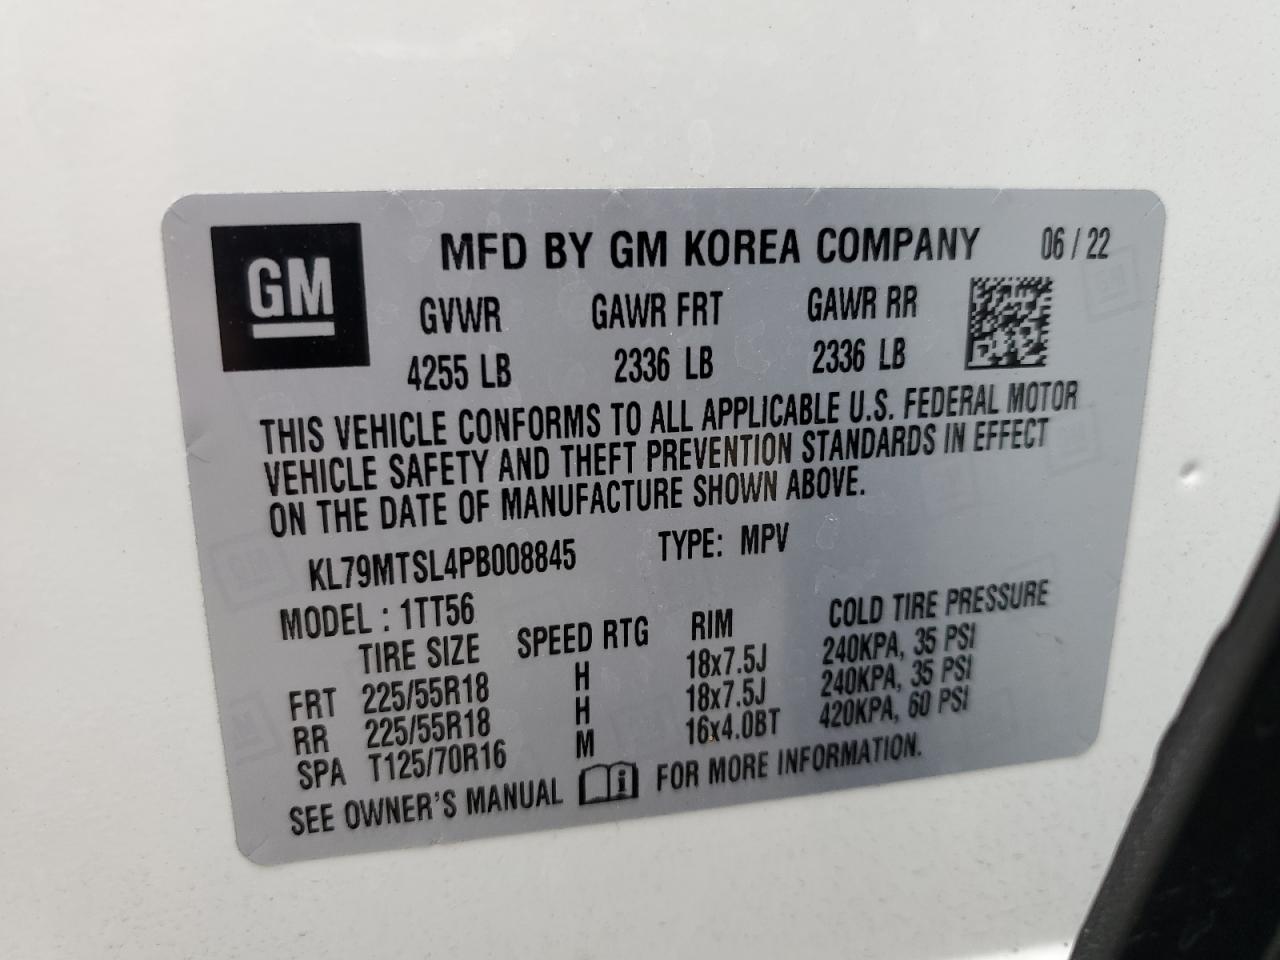 GM
MFD BY GM KOREA COMPANY 06 / 22
GVWR GAWR FRT GAWR RR
4255 LB 2336 LB 2336 LB
THIS VEHICLE CONFORMS TO ALL APPLICABLE U.S. FEDERAL MOTOR
VEHICLE SAFETY AND THEFT PREVENTION STANDARDS IN EFFECT
ON THE DATE OF MANUFACTURE SHOWN ABOVE.
KL79MTSL4PB008845 TYPE: MPV
MODEL : 1TT56
TIRE SIZE SPEED RTG RIM COLD TIRE PRESSURE
FRT 225/55R18 H 18x7.5J 240KPA, 35 PSI
RR 225/55R18 H 18x7.5J 240KPA, 35 PSI
SPA T125/70R16 M 16x4.0BT 420KPA, 60 PSI
SEE OWNER'S MANUAL i FOR MORE INFORMATION.